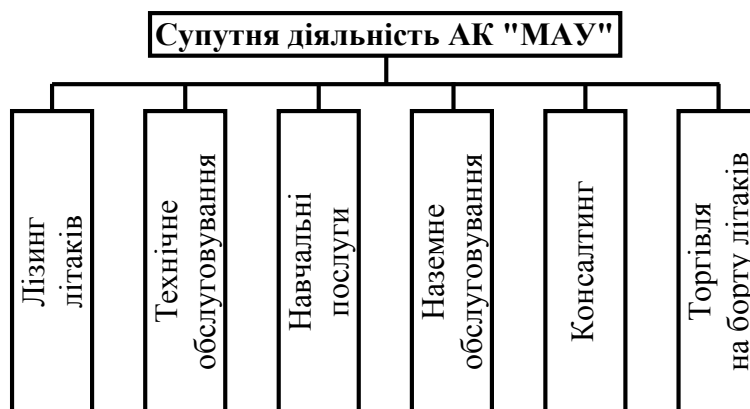 Супутня діяльність АК "МАУ"
Лізинг
літаків
Технічне
обслуговування
Навчальні
послуги
Наземне
обслуговування
Консалтинг
Торгівля
на борту літаків